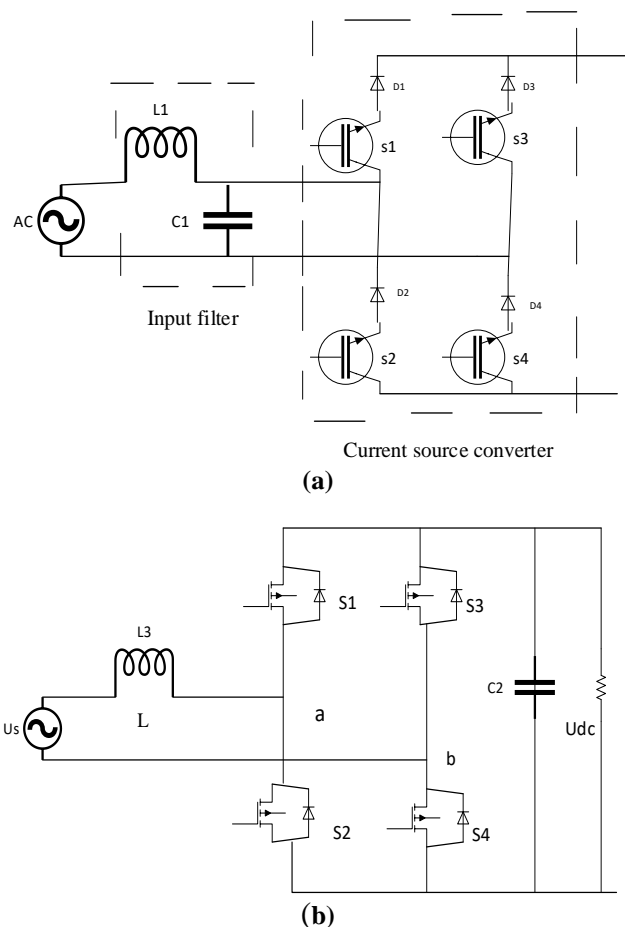 D1
D3
L1
s1
s3
AC
C1
D2
D4
Input filter
s2
s4
Current source converter
(a)
S1
S3
L3
C2
Us
L
a
Udc
b
S2
S4
(b)